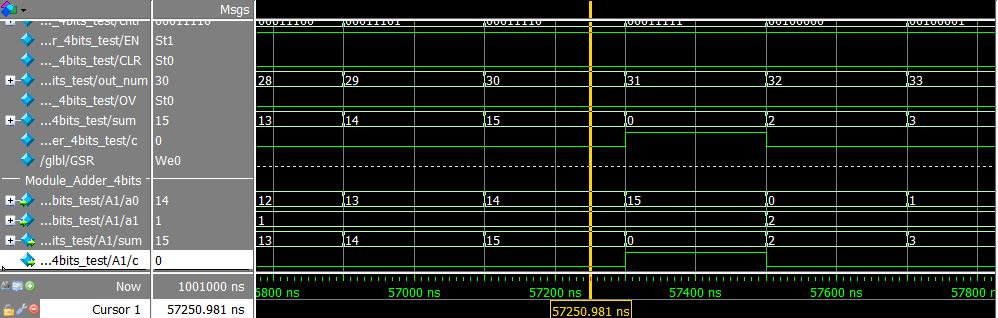 Msgs
...4bits_test/cntr 00011110 00011100 00011101 00011110 00011111 00100000 00100001
...r_4bits_test/EN St1
..._4bits_test/CLR St0
...its_test/out_num 30 28 29 30 31 32 33
..._4bits_test/OV St0
...4bits_test/sum 15 13 14 15 0 2 3
...er_4bits_test/c 0
/glbl/GSR We0
Module_Adder_4bits
...bits_test/A1/a0 14 12 13 14 15 0 1
...bits_test/A1/a1 1 1 2
...its_test/A1/sum 15 13 14 15 0 2 3
...4bits_test/A1/c 0
Now 1001000 ns 56800 ns 57000 ns 57200 ns 57400 ns 57600 ns 57800
Cursor 1 57250.981 ns 57250.981 ns